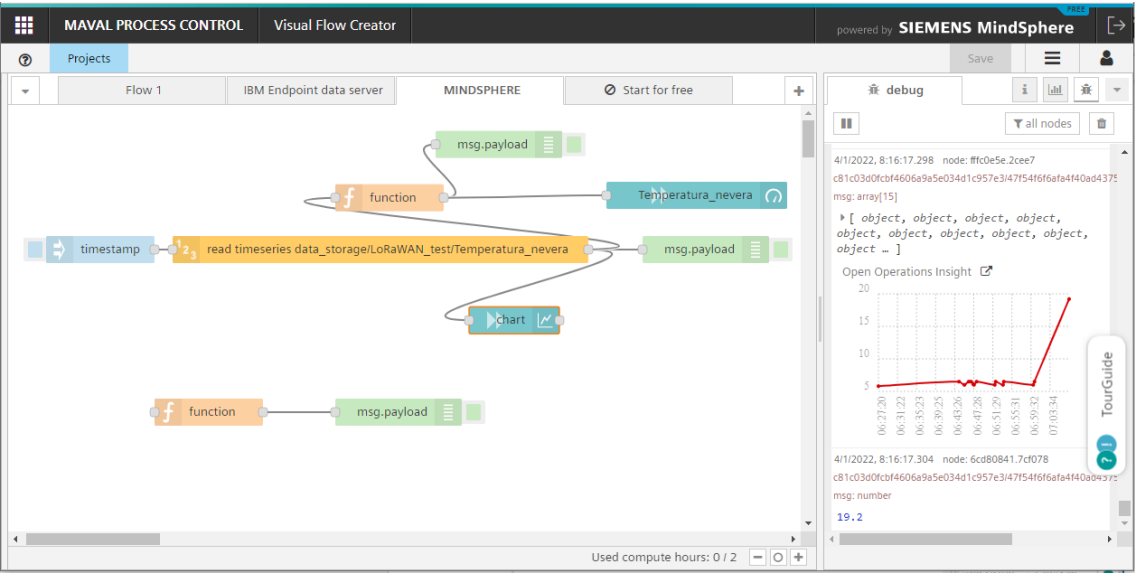 MAVAL PROCESS CONTROL Visual Flow Creator powered by SIEMENS MindSphere FREE
Projects Save
Flow 1 IBM Endpoint data server MINDSPHERE Start for free + debug i
all nodes
msg.payload
function Temperatura_nevera
timestamp 123 read timeseries data_storage/LoRaWAN_test/Temperatura_nevera msg.payload
chart
function msg.payload
Used compute hours: 0 / 2
4/1/2022, 8:16:17.298 node: fffc0e5e.2cee7
c81c03d0fcbf4606a9a5e034d1c957e3/47f54f6f6afa4f40ad4375
msg: array[15]
[ object, object, object, object,
object, object, object, object, object,
object … ]
Open Operations Insight
20
15
10
5
06:27:20 06:31:22 06:35:23 06:39:25 06:43:26 06:47:28 06:51:29 06:55:31 06:59:32 07:03:34
TourGuide
4/1/2022, 8:16:17.304 node: 6cd80841.7cf078
c81c03d0fcbf4606a9a5e034d1c957e3/47f54f6f6afa4f40ad4375
msg: number
19.2